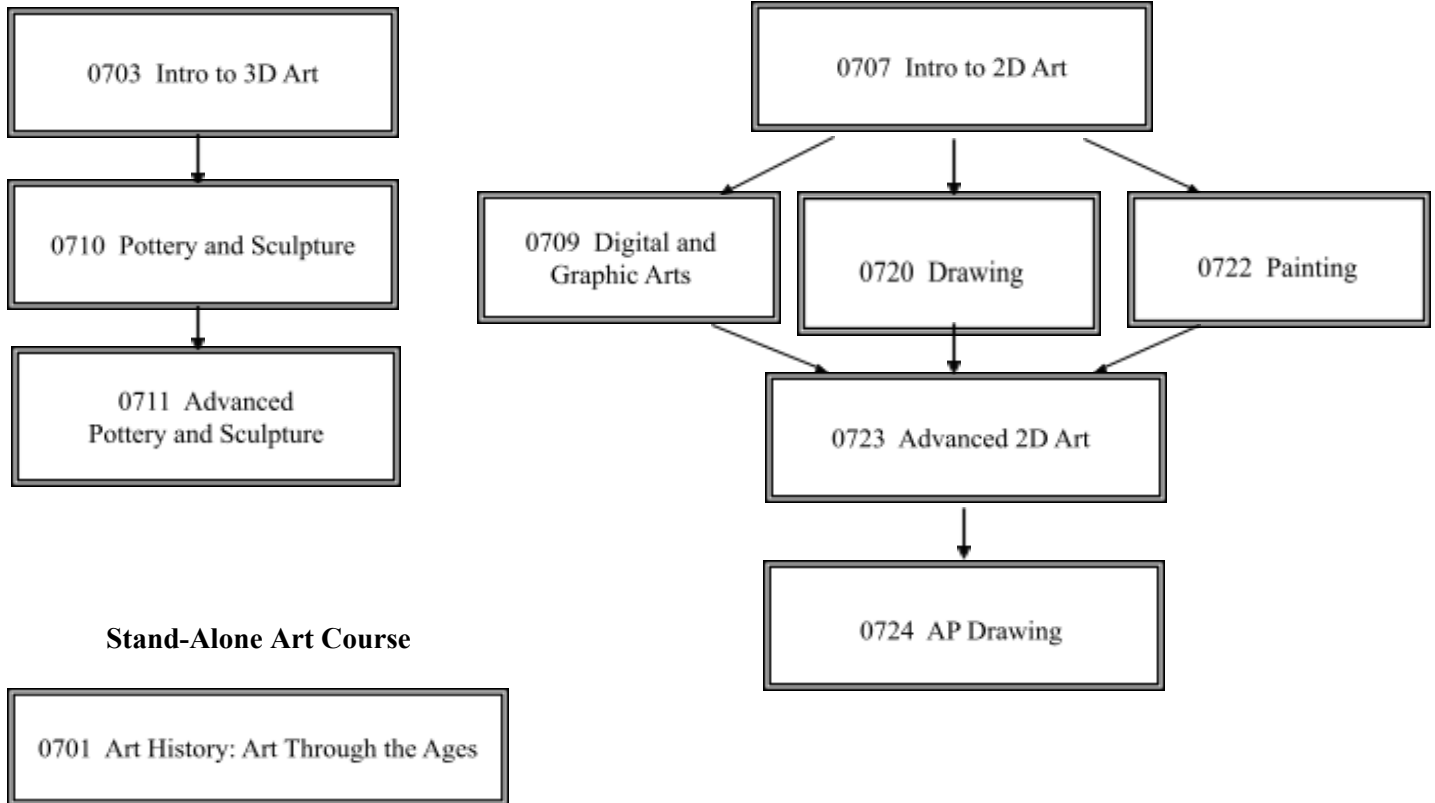 0703 Intro to 3D Art
0710 Pottery and Sculpture
0711 Advanced
Pottery and Sculpture
0707 Intro to 2D Art
0709 Digital and
Graphic Arts
0720 Drawing
0722 Painting
0723 Advanced 2D Art
0724 AP Drawing
Stand-Alone Art Course
0701 Art History: Art Through the Ages